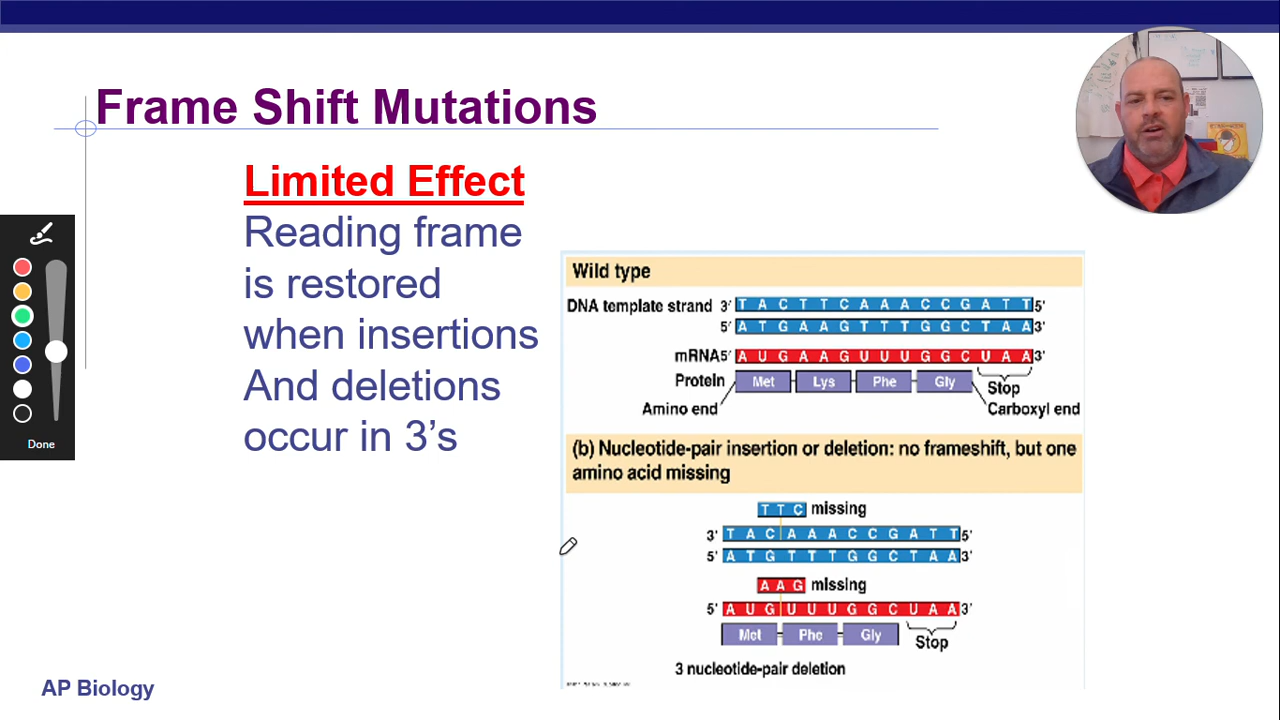 Frame Shift Mutations
Limited Effect
Reading frame
is restored
when insertions
And deletions
occur in 3’s
Done
Wild type
DNA template strand 3′ T A C T T C A A A C C G A T T 5′
5′ A T G A A G T T T G G C T A A 3′
mRNA 5′ A U G A A G U U U G G C U A A 3′
Protein Met Lys Phe Gly Stop
Amino end Carboxyl end
(b) Nucleotide-pair insertion or deletion: no frameshift, but one
amino acid missing
T T C missing
3′ T A C A A A C C G A T T 5′
5′ A T G T T T G G C T A A 3′
A A G missing
5′ A U G U U U G G C U A A 3′
Met Phe Gly Stop
3 nucleotide-pair deletion
AP Biology